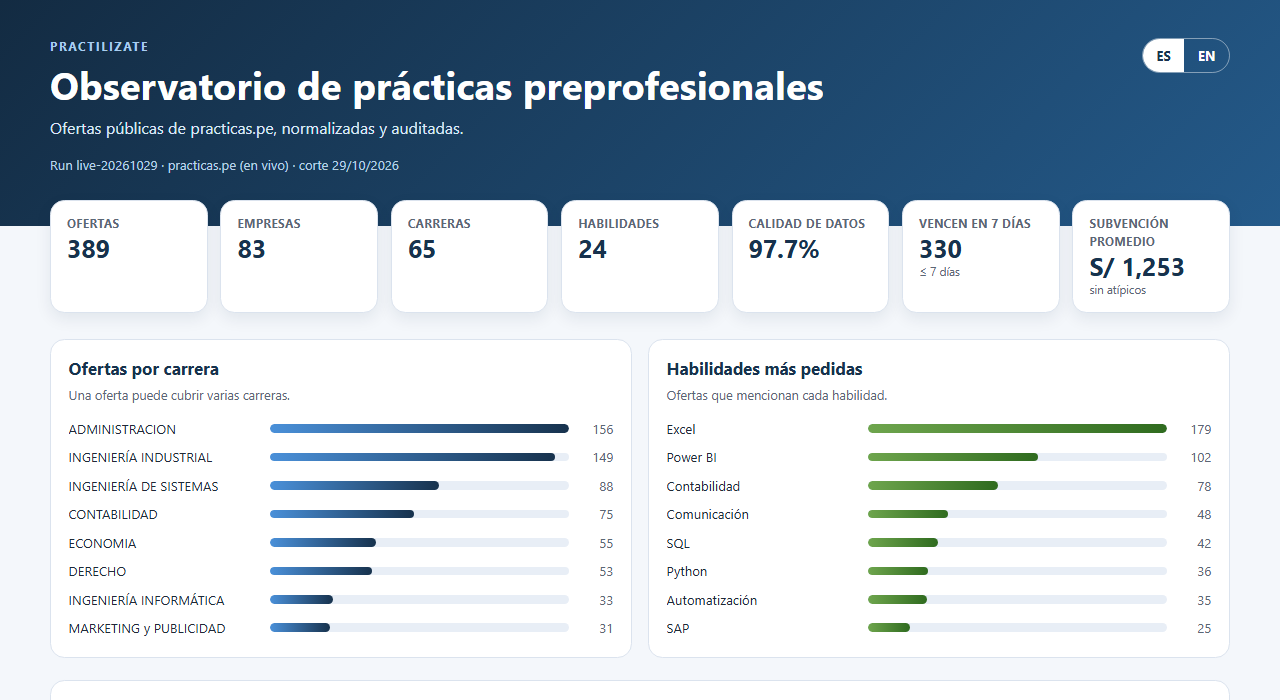 PRACTILIZATE
ES EN
Observatorio de prácticas preprofesionales
Ofertas públicas de practicas.pe, normalizadas y auditadas.
Run live-20261029 · practicas.pe (en vivo) · corte 29/10/2026
OFERTAS
389
EMPRESAS
83
CARRERAS
65
HABILIDADES
24
CALIDAD DE DATOS
97.7%
VENCEN EN 7 DÍAS
330
≤ 7 días
SUBVENCIÓN
PROMEDIO
S/ 1,253
sin atípicos
Ofertas por carrera
Una oferta puede cubrir varias carreras.
ADMINISTRACION 156
INGENIERÍA INDUSTRIAL 149
INGENIERÍA DE SISTEMAS 88
CONTABILIDAD 75
ECONOMIA 55
DERECHO 53
INGENIERÍA INFORMÁTICA 33
MARKETING y PUBLICIDAD 31
Habilidades más pedidas
Ofertas que mencionan cada habilidad.
Excel 179
Power BI 102
Contabilidad 78
Comunicación 48
SQL 42
Python 36
Automatización 35
SAP 25